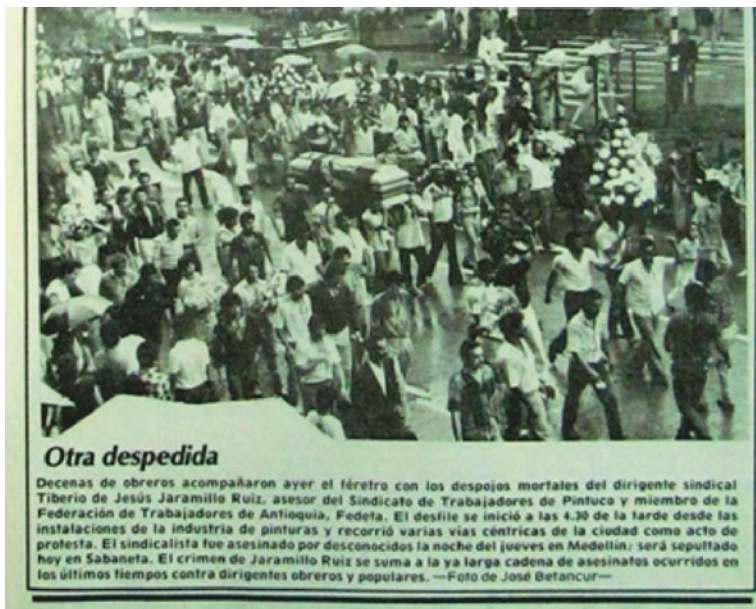 Otra despedida
Decenas de obreros acompañaron ayer el féretro con los despojos mortales del dirigente sindical
Tiberio de Jesús Jaramillo Ruiz, asesor del Sindicato de Trabajadores de Pintuco y miembro de la
Federación de Trabajadores de Antioquia, Fedeta. El desfile se inició a las 4.30 de la tarde desde las
instalaciones de la industria de pinturas y recorrió varias vías céntricas de la ciudad como acto de
protesta. El sindicalista fue asesinado por desconocidos la noche del jueves en Medellín; será sepultado
hoy en Sabaneta. El crimen de Jaramillo Ruiz se suma a la ya larga cadena de asesinatos ocurridos en
los últimos tiempos contra dirigentes obreros y populares. —Foto de José Betancur—